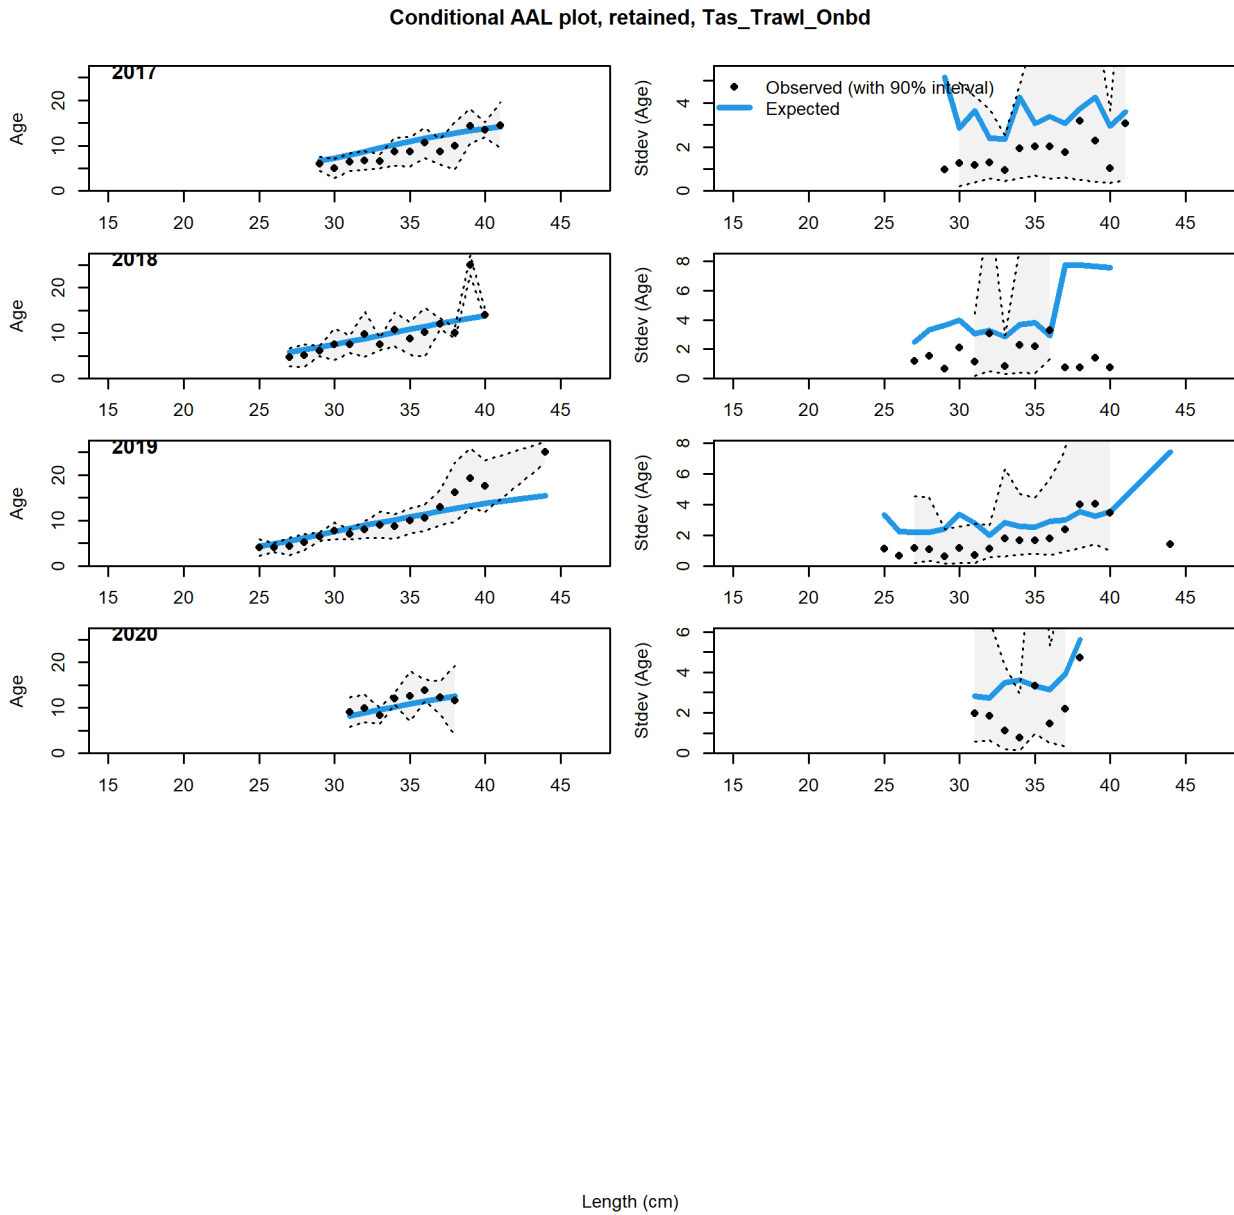 Conditional AAL plot, retained, Tas_Trawl_Onbd
2017
Age
0 10 20
15 20 25 30 35 40 45
Stdev (Age)
0 2 4
Observed (with 90% interval)
Expected
15 20 25 30 35 40 45
2018
Age
0 10 20
15 20 25 30 35 40 45
Stdev (Age)
0 2 4 6 8
15 20 25 30 35 40 45
2019
Age
0 10 20
15 20 25 30 35 40 45
Stdev (Age)
0 2 4 6 8
15 20 25 30 35 40 45
2020
Age
0 10 20
15 20 25 30 35 40 45
Stdev (Age)
0 2 4 6
15 20 25 30 35 40 45
Length (cm)